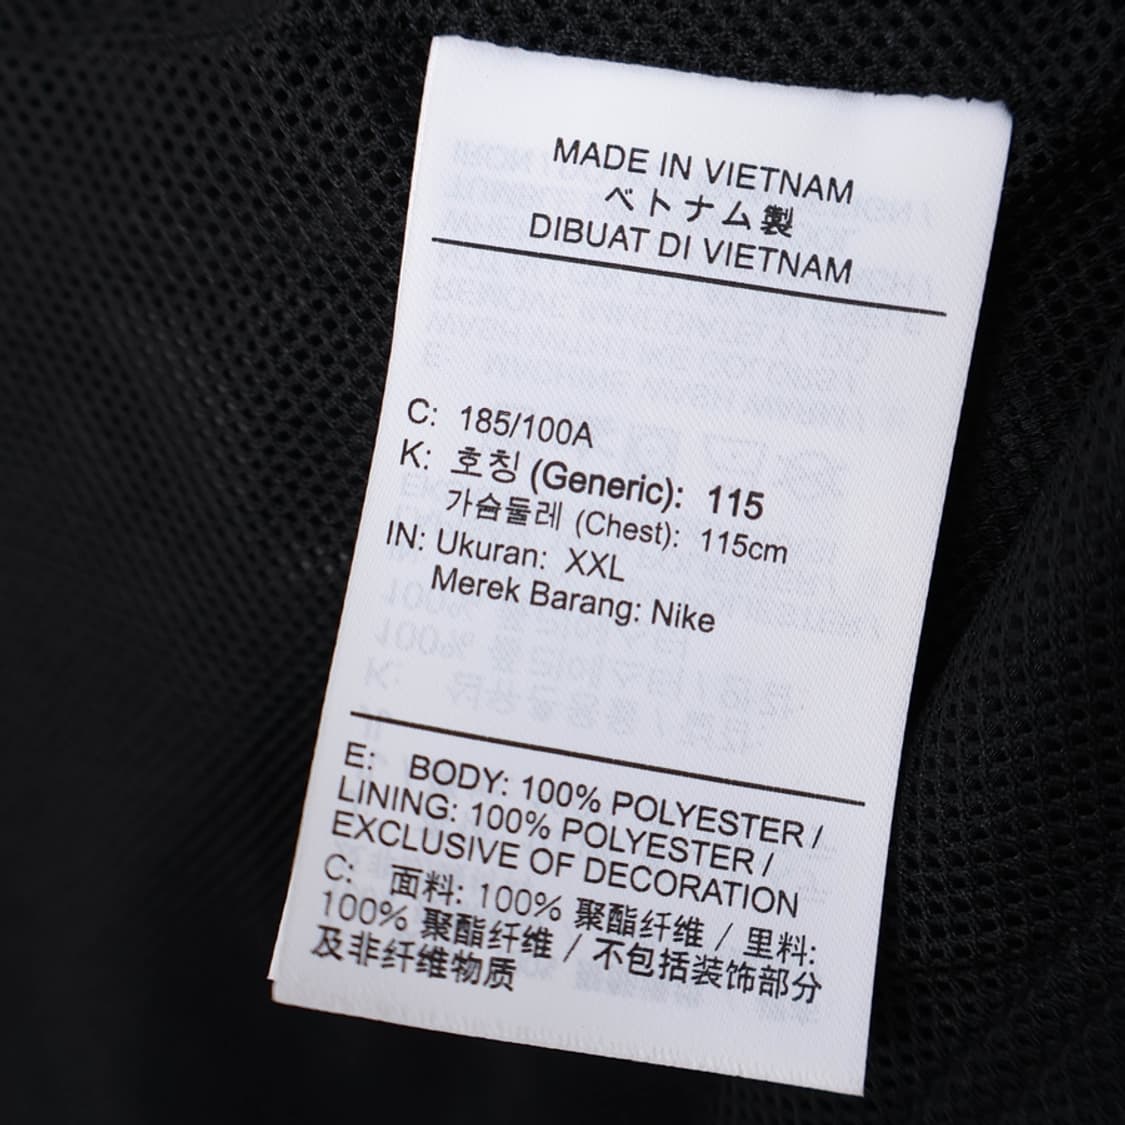 MADE IN VIETNAM
ベトナム製
DIBUAT DI VIETNAM
C: 185/100A
K: 호칭 (Generic): 115
가슴둘레 (Chest): 115cm
IN: Ukuran: XXL
Merek Barang: Nike
E: BODY: 100% POLYESTER /
LINING: 100% POLYESTER /
EXCLUSIVE OF DECORATION
C: 面料: 100% 聚酯纤维 / 里料:
100% 聚酯纤维 / 不包括装饰部分
及非纤维物质